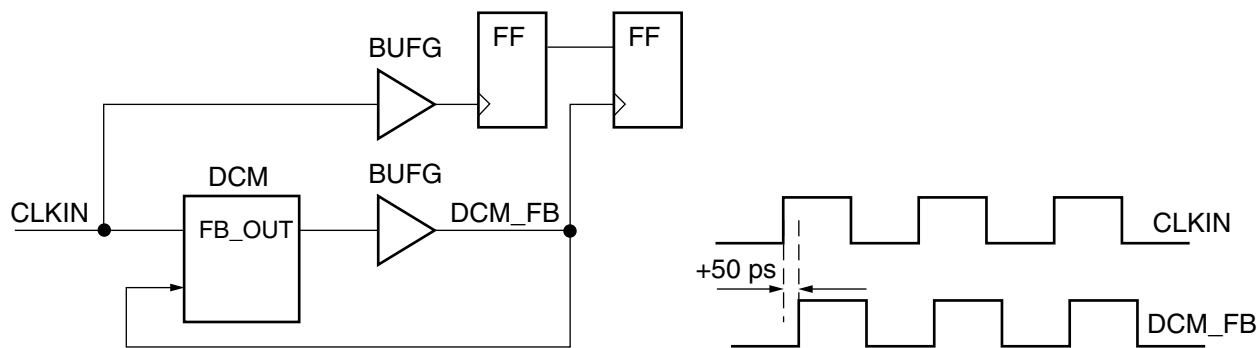 FF
FF
BUFG
DCM
BUFG
CLKIN
FB_OUT
DCM_FB
CLKIN
+50 ps
DCM_FB